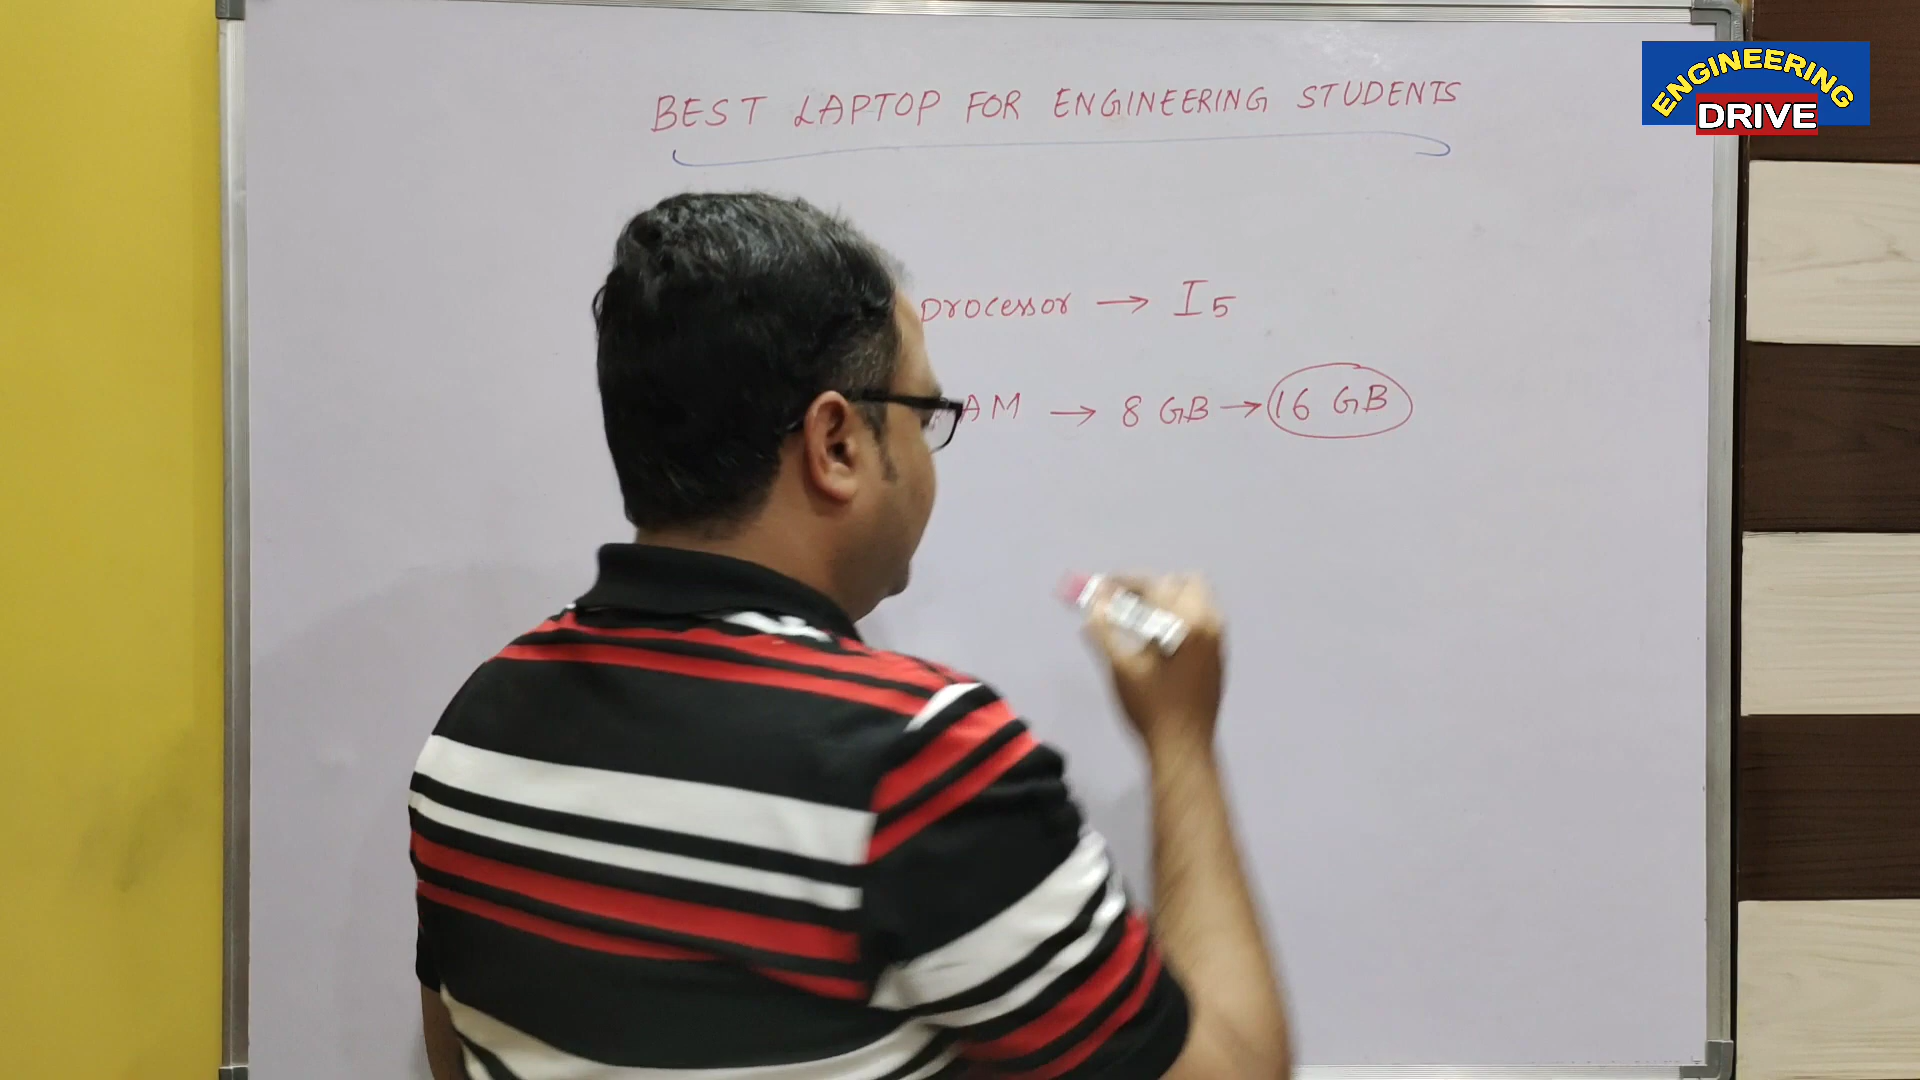 ENGINEERING
DRIVE
BEST LAPTOP FOR ENGINEERING STUDENTS
processor → I5
AM → 8 GB → 16 GB